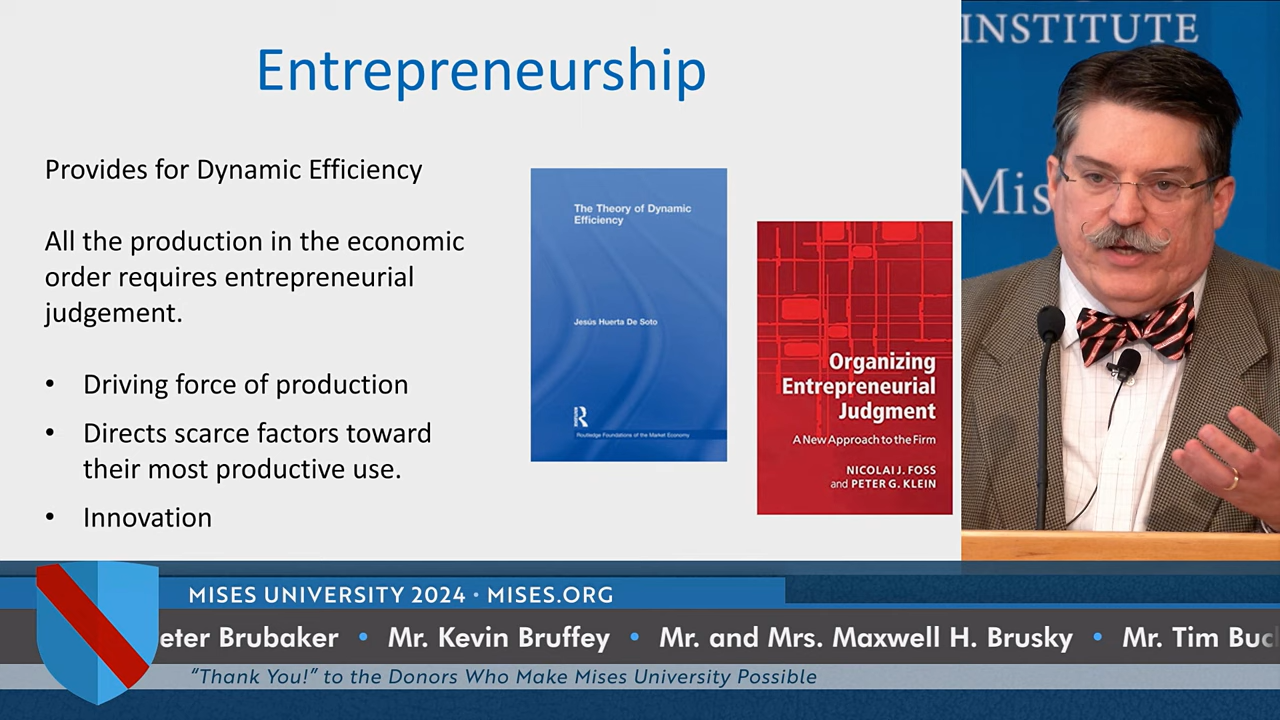 Entrepreneurship
Provides for Dynamic Efficiency
All the production in the economic
order requires entrepreneurial
judgement.
• Driving force of production
• Directs scarce factors toward
their most productive use.
• Innovation
The Theory of Dynamic
Efficiency
Jesús Huerta De Soto
R
Routledge Foundations of the Market Economy
Organizing
Entrepreneurial
Judgment
A New Approach to the Firm
NICOLAI J. FOSS
and PETER G. KLEIN
INSTITUTE
Mis
MISES UNIVERSITY 2024 • MISES.ORG
eter Brubaker • Mr. Kevin Bruffey • Mr. and Mrs. Maxwell H. Brusky • Mr. Tim Buc
“Thank You!” to the Donors Who Make Mises University Possible